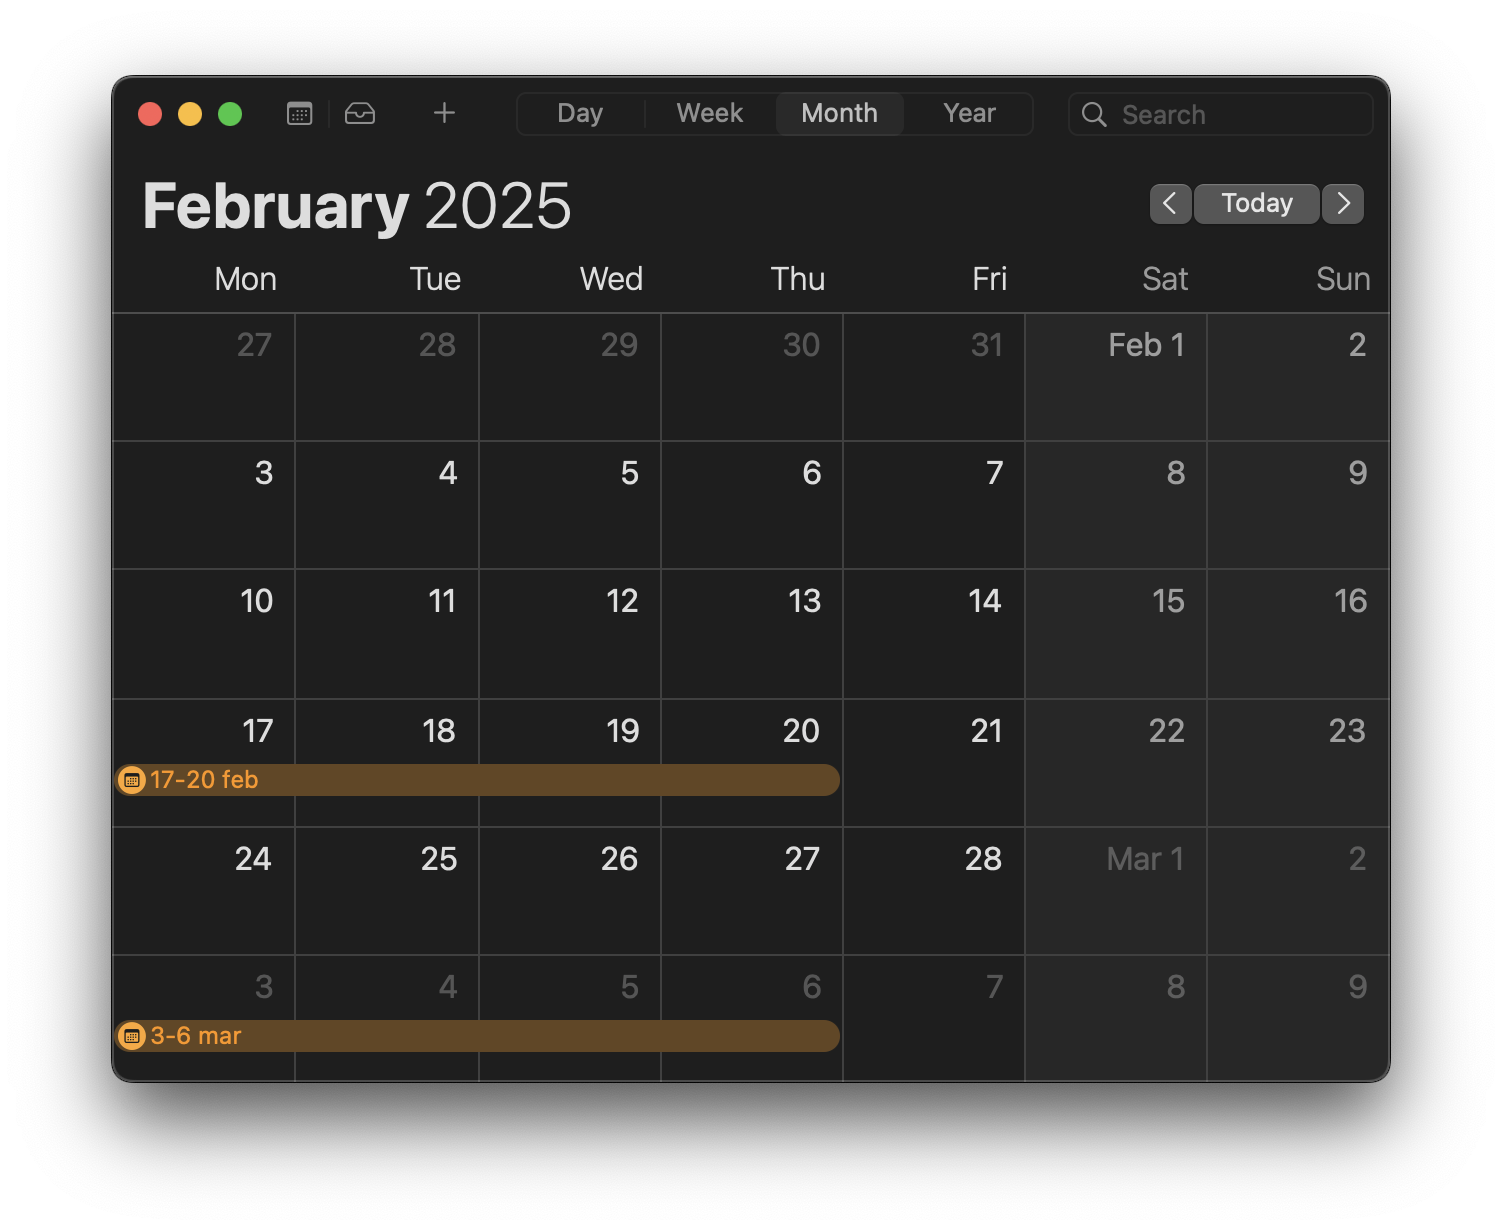 Day Week Month Year Search
February 2025 Today
Mon Tue Wed Thu Fri Sat Sun
27 28 29 30 31 Feb 1 2
3 4 5 6 7 8 9
10 11 12 13 14 15 16
17 18 19 20 21 22 23
17-20 feb
24 25 26 27 28 Mar 1 2
3 4 5 6 7 8 9
3-6 mar